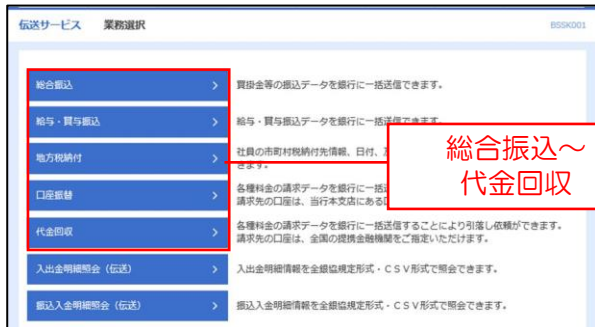 伝送サービス 業務選択 BSSK001
総合振込 買掛金等の振込データを銀行に一括送信できます。
給与・賞与振込 給与・賞与振込データを銀行に一括送信できます。
地方税納付 社員の市町村税納付先情報、日付、
きます。
口座振替 各種料金の請求データを銀行に一括送
請求先の口座は、当行本支店にある
代金回収 各種料金の請求データを銀行に一括送信することにより引落し依頼ができます。
請求先の口座は、全国の提携金融機関をご指定いただけます。
入出金明細照会（伝送） 入出金明細情報を全銀協規定形式・ＣＳＶ形式で照会できます。
振込入金明細照会（伝送） 振込入金明細情報を全銀協規定形式・ＣＳＶ形式で照会できます。
総合振込～
代金回収